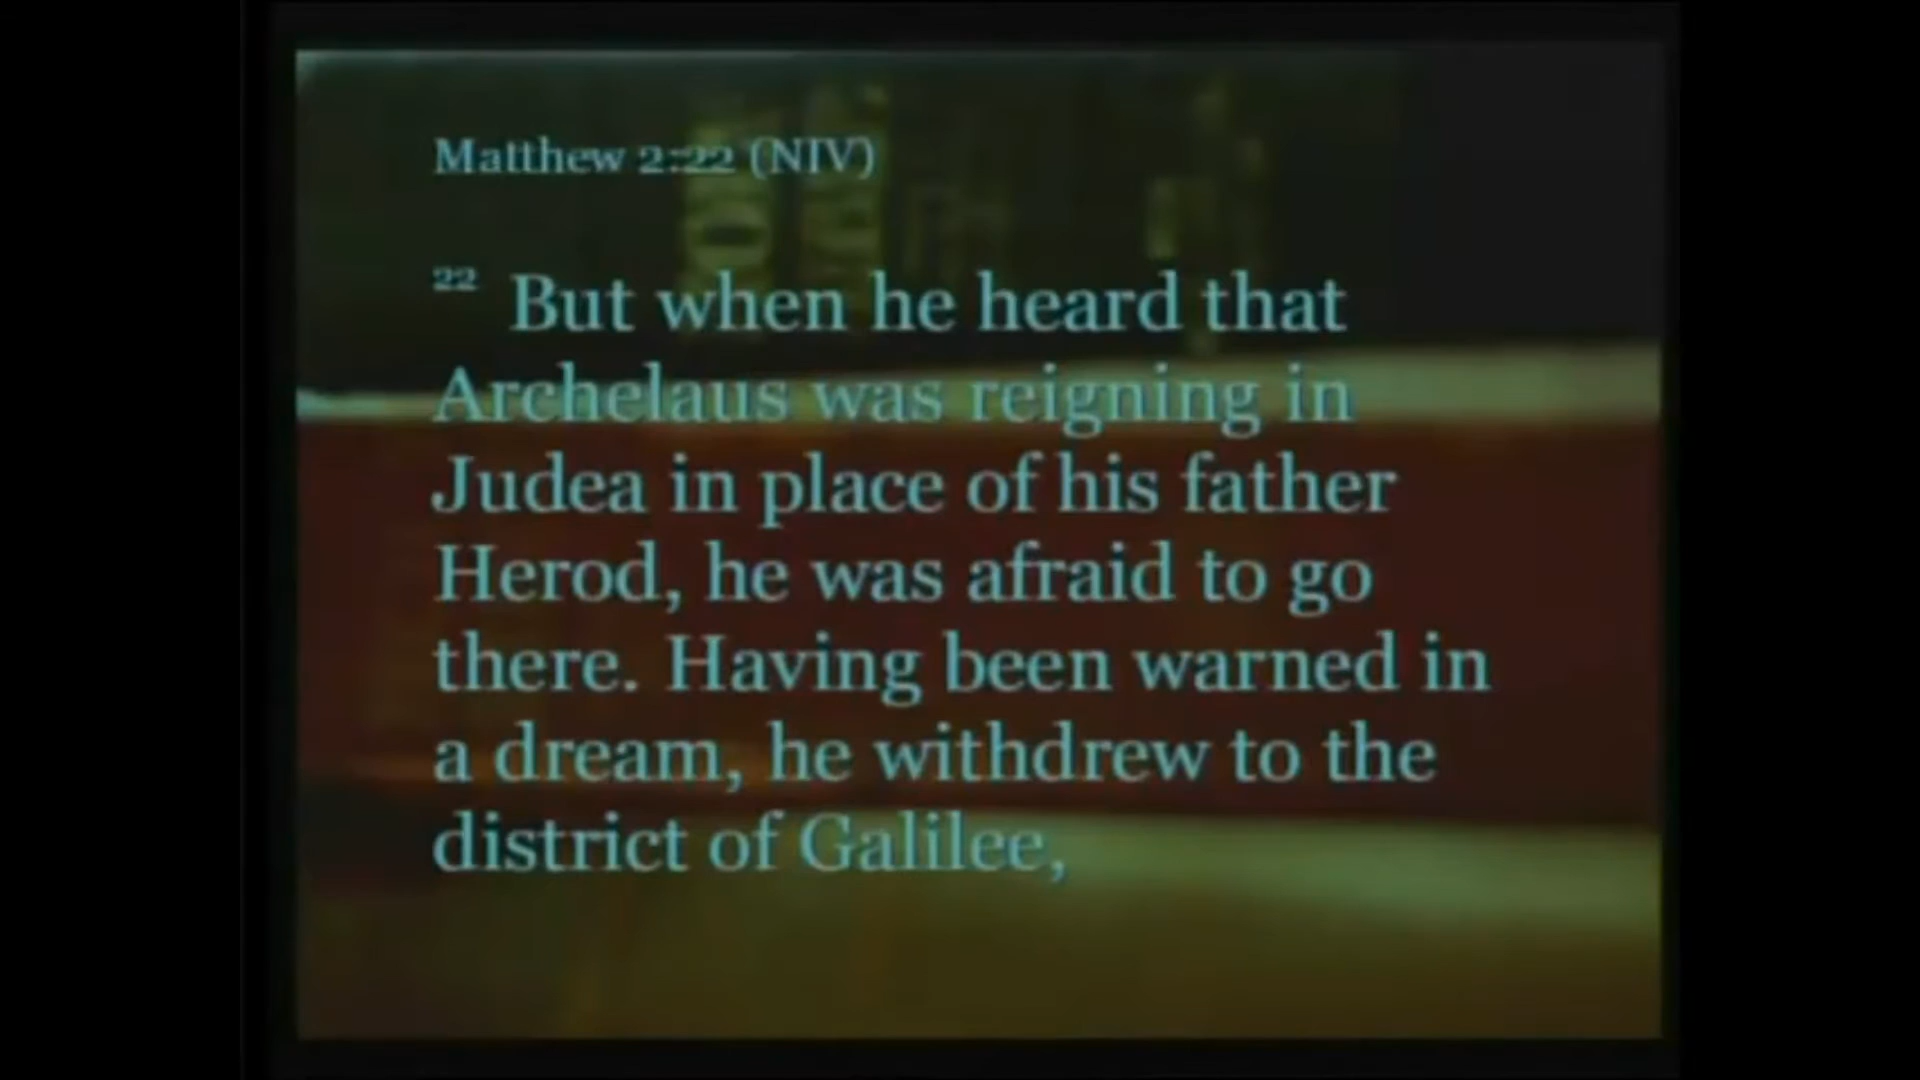 Matthew 2:22 (NIV)
22 But when he heard that
Archelaus was reigning in
Judea in place of his father
Herod, he was afraid to go
there. Having been warned in
a dream, he withdrew to the
district of Galilee,